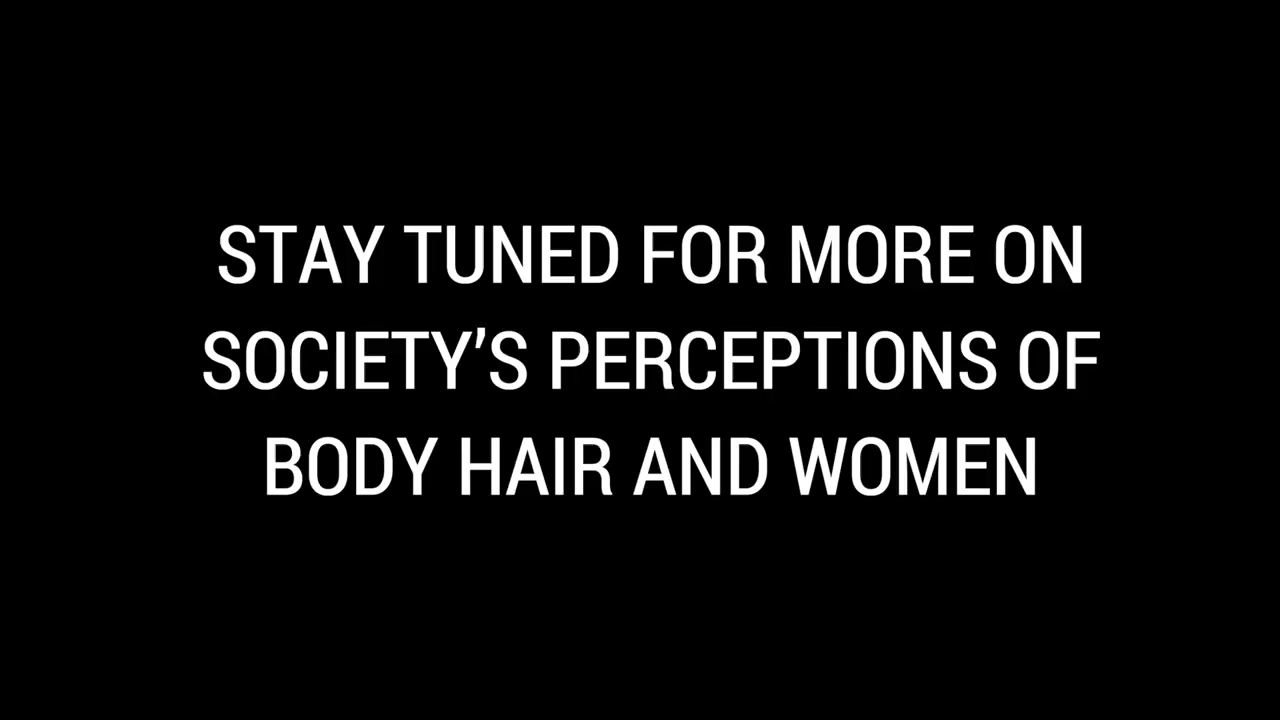 STAY TUNED FOR MORE ON
SOCIETY’S PERCEPTIONS OF
BODY HAIR AND WOMEN